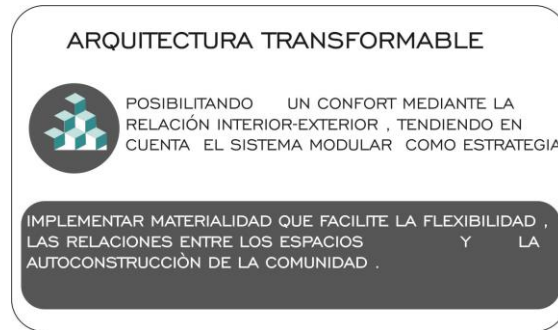 ARQUITECTURA TRANSFORMABLE
POSIBILITANDO UN CONFORT MEDIANTE LA
RELACIÓN INTERIOR-EXTERIOR , TENDIENDO EN
CUENTA EL SISTEMA MODULAR COMO ESTRATEGIA
IMPLEMENTAR MATERIALIDAD QUE FACILITE LA FLEXIBILIDAD ,
LAS RELACIONES ENTRE LOS ESPACIOS Y LA
AUTOCONSTRUCCIÒN DE LA COMUNIDAD .